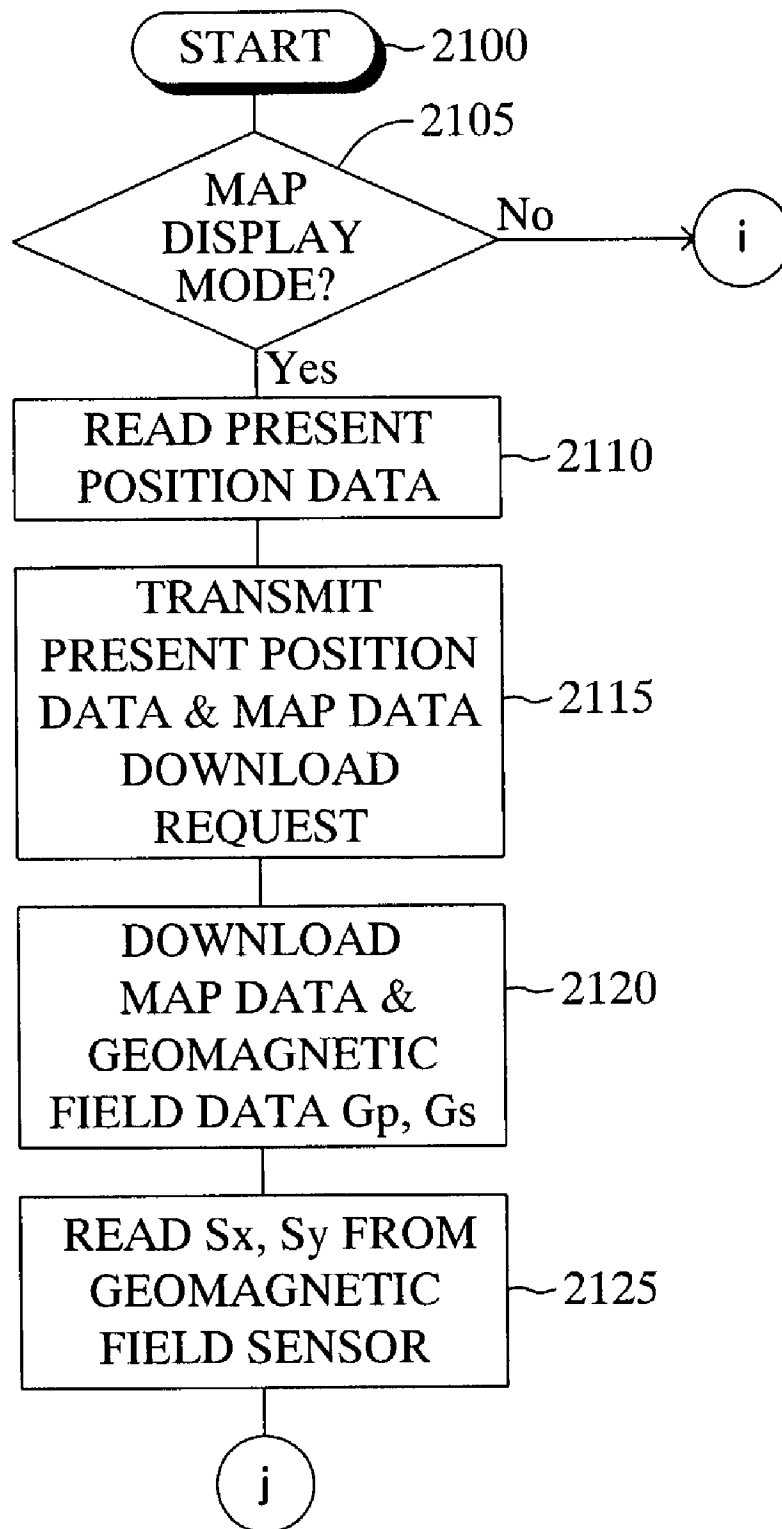 START
2100
2105
MAP
DISPLAY
MODE?
No
i
Yes
READ PRESENT
POSITION DATA
2110
TRANSMIT
PRESENT POSITION
DATA & MAP DATA
DOWNLOAD
REQUEST
2115
DOWNLOAD
MAP DATA &
GEOMAGNETIC
FIELD DATA Gp, Gs
2120
READ Sx, Sy FROM
GEOMAGNETIC
FIELD SENSOR
2125
j